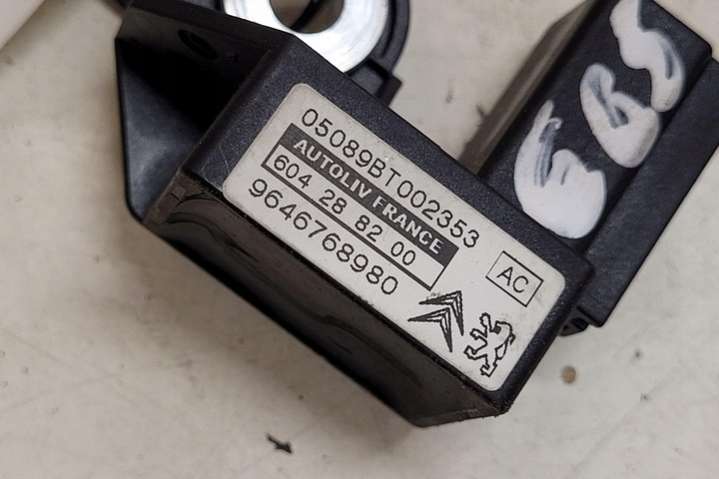 05089BT002353
AUTOLIV FRANCE
604 28 82 00
9646768980
AC